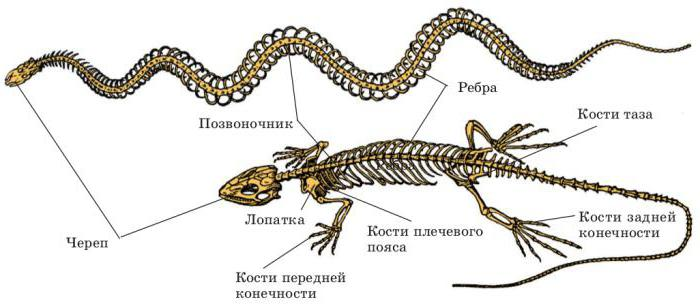 Ребра
Позвоночник
Кости таза
Лопатка
Череп
Кости плечевого
пояса
Кости задней
конечности
Кости передней
конечности